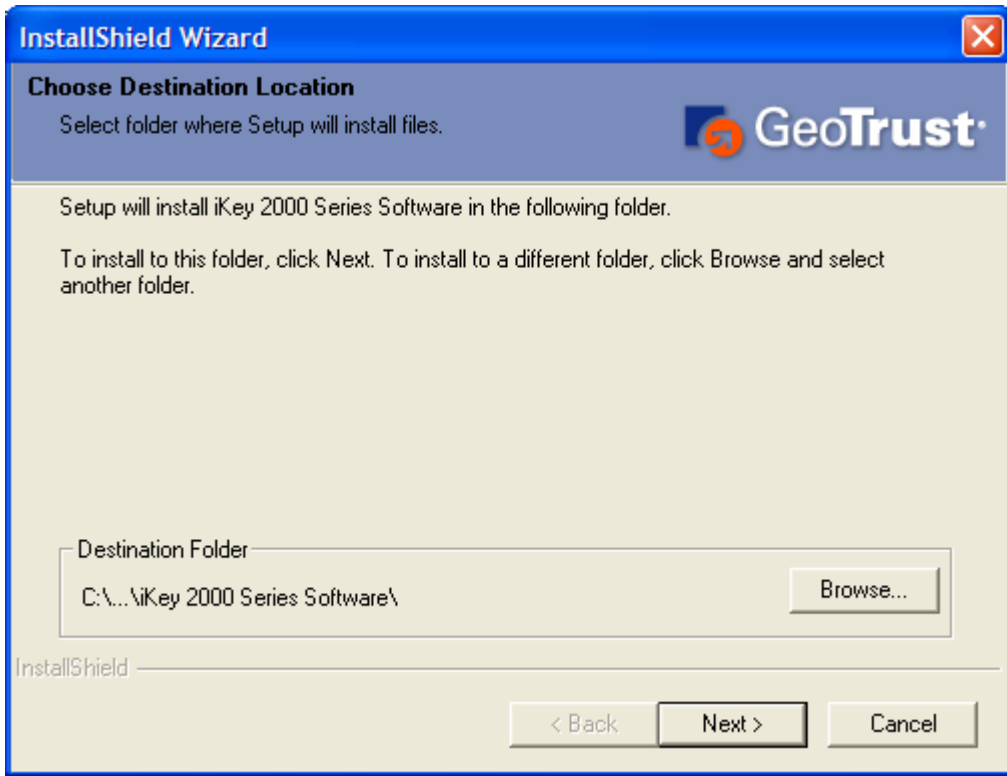 InstallShield Wizard
Choose Destination Location
Select folder where Setup will install files.
GeoTrust
Setup will install iKey 2000 Series Software in the following folder.
To install to this folder, click Next. To install to a different folder, click Browse and select
another folder.
Destination Folder
C:\...\iKey 2000 Series Software\
Browse...
InstallShield
< Back
Next >
Cancel